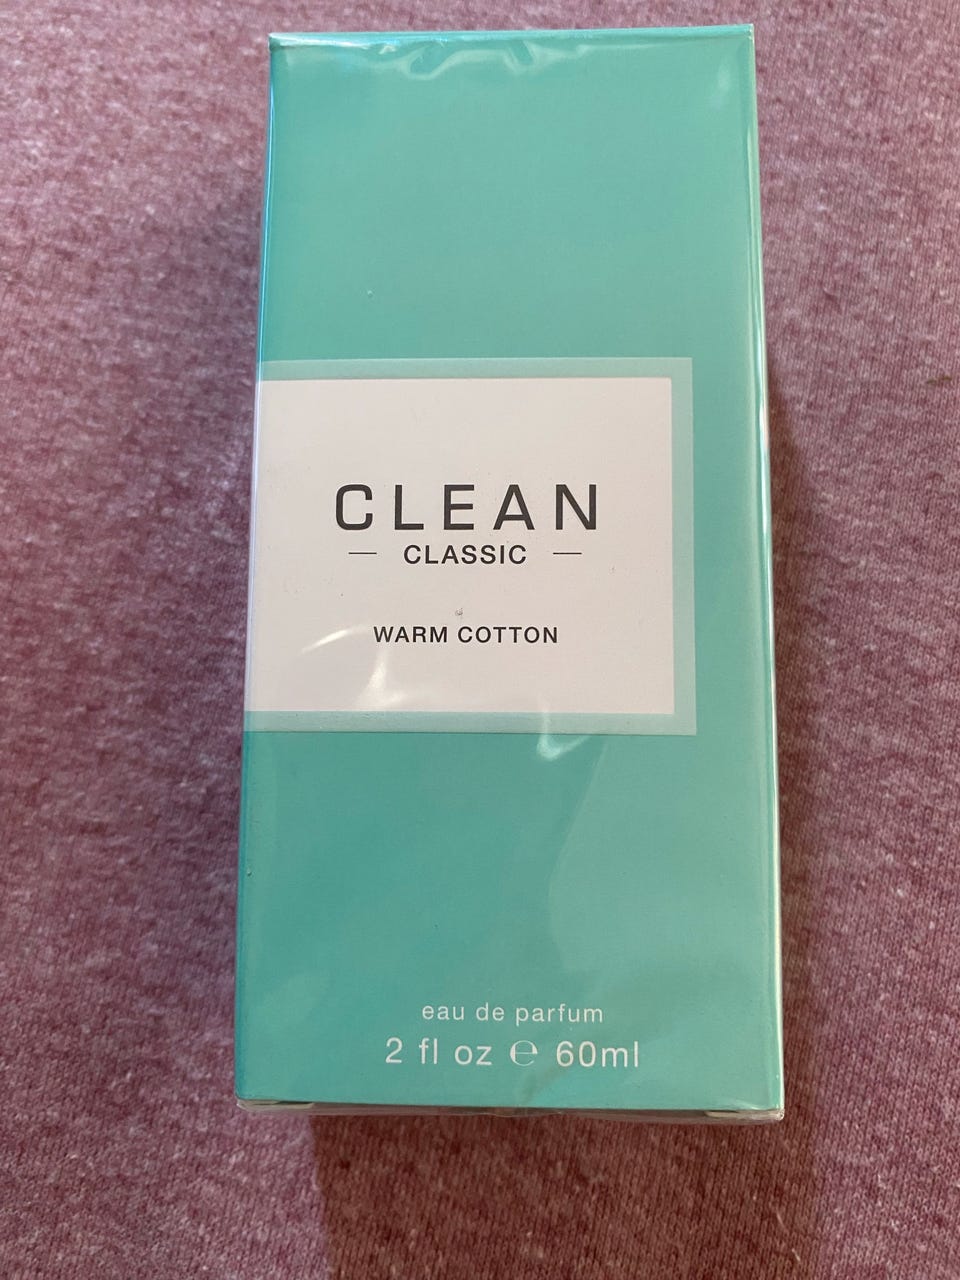 CLEAN
— CLASSIC —
WARM COTTON
eau de parfum
2 fl oz ℮ 60ml